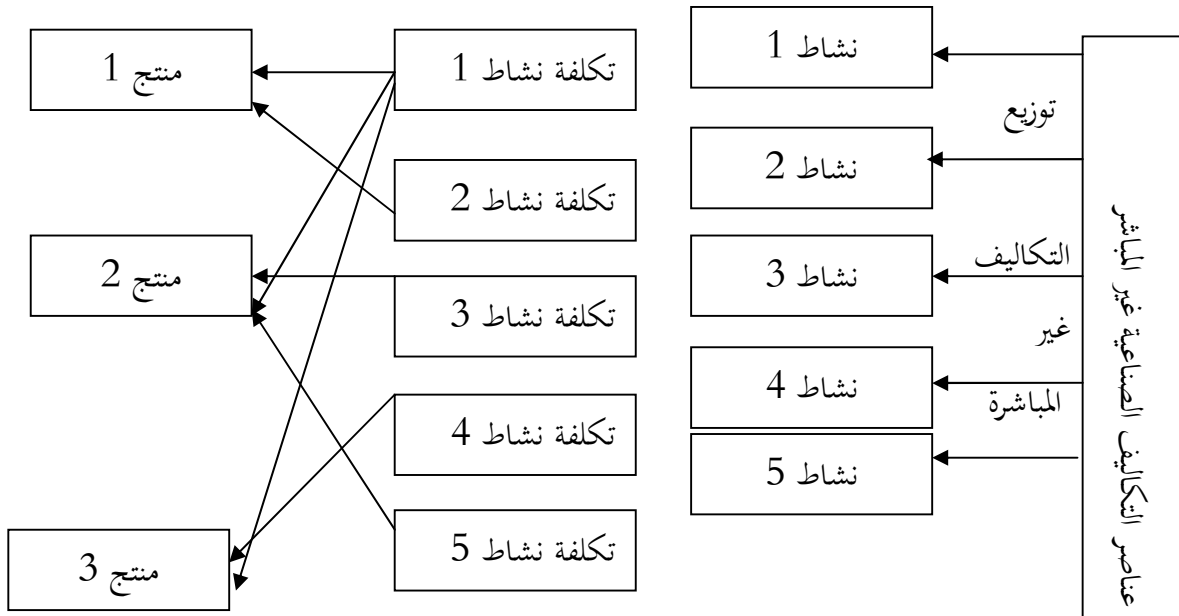 عناصر التكاليف الصناعية غير المباشر
توزيع
التكاليف
غير
المباشرة
نشاط 1
نشاط 2
نشاط 3
نشاط 4
نشاط 5
تكلفة نشاط 1
تكلفة نشاط 2
تكلفة نشاط 3
تكلفة نشاط 4
تكلفة نشاط 5
منتج 1
منتج 2
منتج 3